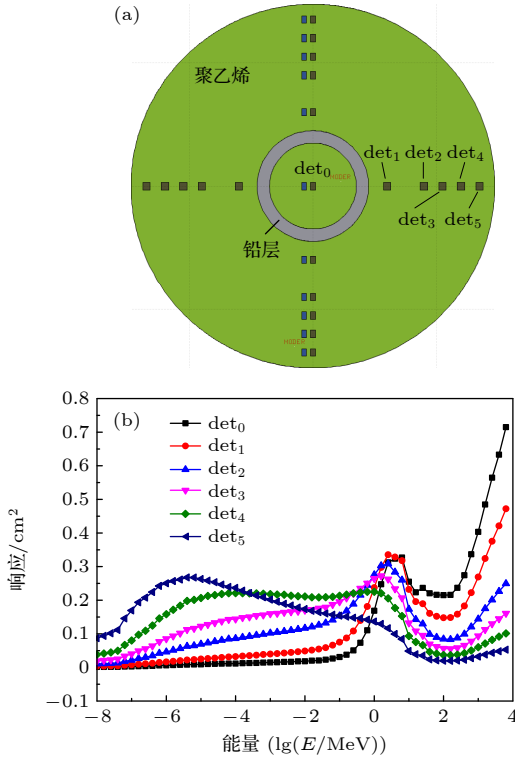 (a)
聚乙烯
det₀
HODER
det₁ det₂ det₄
det₃ det₅
铅层
HODER
(b)
det₀
det₁
det₂
det₃
det₄
det₅
响应/cm²
0.8
0.7
0.6
0.5
0.4
0.3
0.2
0.1
0
−0.1
−8 −6 −4 −2 0 2 4
能量 (lg(E/MeV))